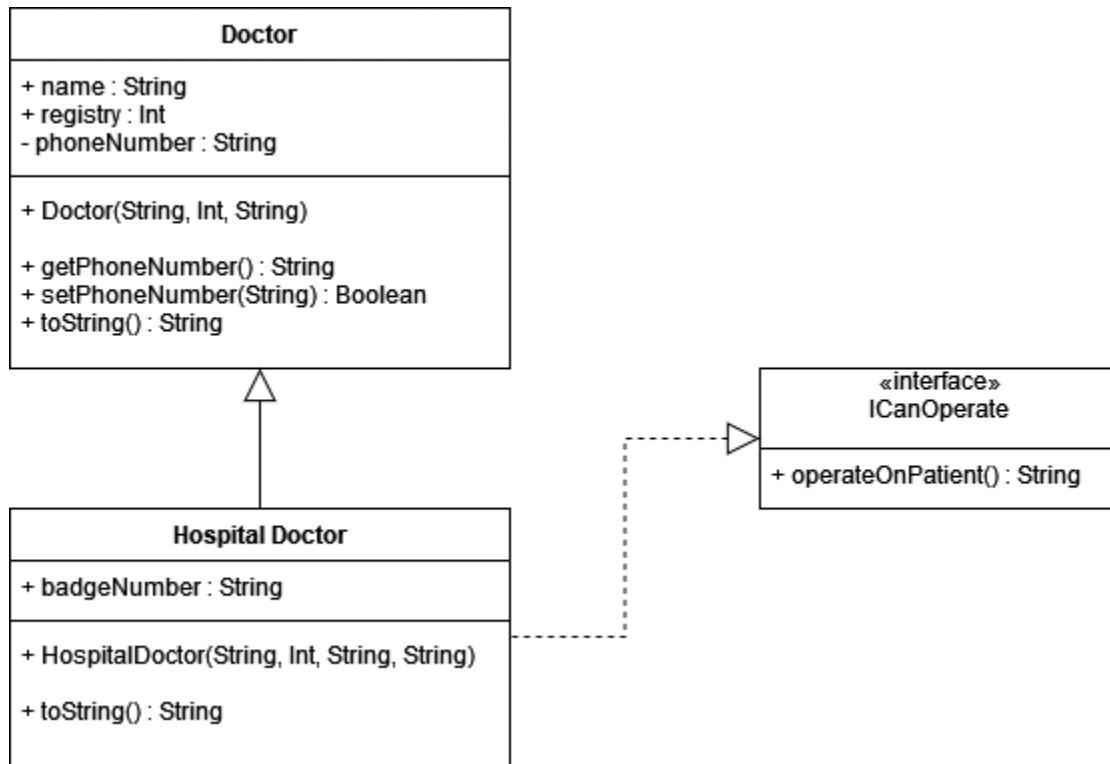 Doctor
+ name : String
+ registry : Int
- phoneNumber : String
+ Doctor(String, Int, String)
+ getPhoneNumber() : String
+ setPhoneNumber(String) : Boolean
+ toString() : String
«interface»
ICanOperate
+ operateOnPatient() : String
Hospital Doctor
+ badgeNumber : String
+ HospitalDoctor(String, Int, String, String)
+ toString() : String